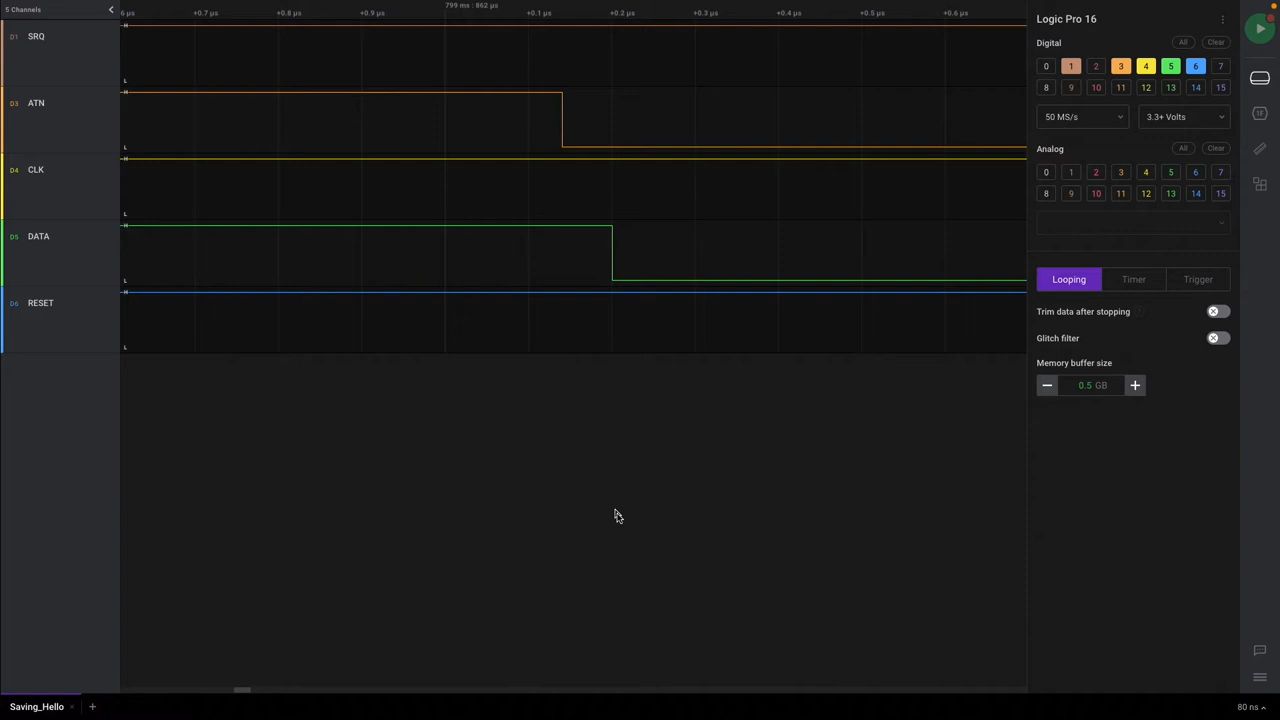 5 Channels
799 ms : 862 µs
6 µs +0.7 µs +0.8 µs +0.9 µs +0.1 µs +0.2 µs +0.3 µs +0.4 µs +0.5 µs +0.6 µs
D1 SRQ
H
L
D3 ATN
H
L
D4 CLK
H
L
D5 DATA
H
L
D6 RESET
H
L
Logic Pro 16
Digital All Clear
0 1 2 3 4 5 6 7
8 9 10 11 12 13 14 15
50 MS/s 3.3+ Volts
Analog All Clear
0 1 2 3 4 5 6 7
8 9 10 11 12 13 14 15
Looping Timer Trigger
Trim data after stopping
Glitch filter
Memory buffer size
0.5 GB
1F
Saving_Hello
80 ns